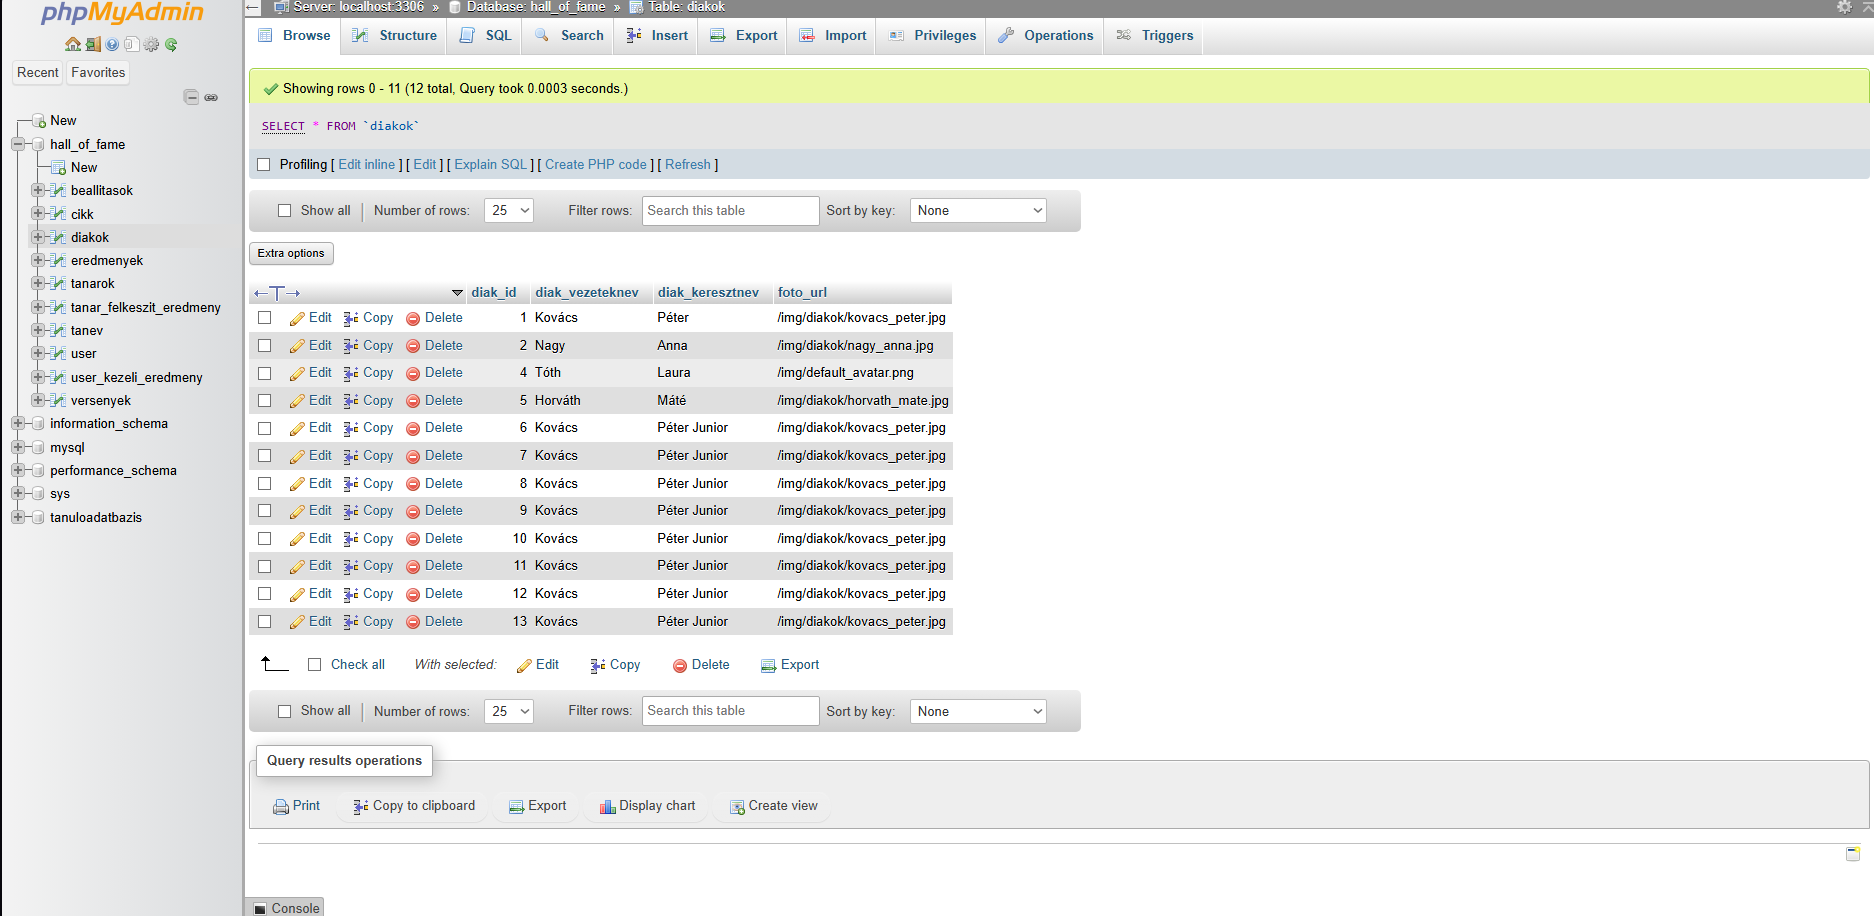 phpMyAdmin
Recent Favorites
New
hall_of_fame
New
beallitasok
cikk
diakok
eredmenyek
tanarok
tanar_felkeszit_eredmeny
tanev
user
user_kezeli_eredmeny
versenyek
information_schema
mysql
performance_schema
sys
tanuloadatbazis
Server: localhost:3306 » Database: hall_of_fame » Table: diakok
Browse Structure SQL Search Insert Export Import Privileges Operations Triggers
Showing rows 0 - 11 (12 total, Query took 0.0003 seconds.)
SELECT * FROM `diakok`
Profiling [ Edit inline ] [ Edit ] [ Explain SQL ] [ Create PHP code ] [ Refresh ]
Show all | Number of rows: 25 Filter rows: Search this table Sort by key: None
Extra options
←T→ diak_id diak_vezeteknev diak_keresztnev foto_url
Edit Copy Delete 1 Kovács Péter /img/diakok/kovacs_peter.jpg
Edit Copy Delete 2 Nagy Anna /img/diakok/nagy_anna.jpg
Edit Copy Delete 4 Tóth Laura /img/default_avatar.png
Edit Copy Delete 5 Horváth Máté /img/diakok/horvath_mate.jpg
Edit Copy Delete 6 Kovács Péter Junior /img/diakok/kovacs_peter.jpg
Edit Copy Delete 7 Kovács Péter Junior /img/diakok/kovacs_peter.jpg
Edit Copy Delete 8 Kovács Péter Junior /img/diakok/kovacs_peter.jpg
Edit Copy Delete 9 Kovács Péter Junior /img/diakok/kovacs_peter.jpg
Edit Copy Delete 10 Kovács Péter Junior /img/diakok/kovacs_peter.jpg
Edit Copy Delete 11 Kovács Péter Junior /img/diakok/kovacs_peter.jpg
Edit Copy Delete 12 Kovács Péter Junior /img/diakok/kovacs_peter.jpg
Edit Copy Delete 13 Kovács Péter Junior /img/diakok/kovacs_peter.jpg
Check all With selected: Edit Copy Delete Export
Show all | Number of rows: 25 Filter rows: Search this table Sort by key: None
Query results operations
Print Copy to clipboard Export Display chart Create view
Console